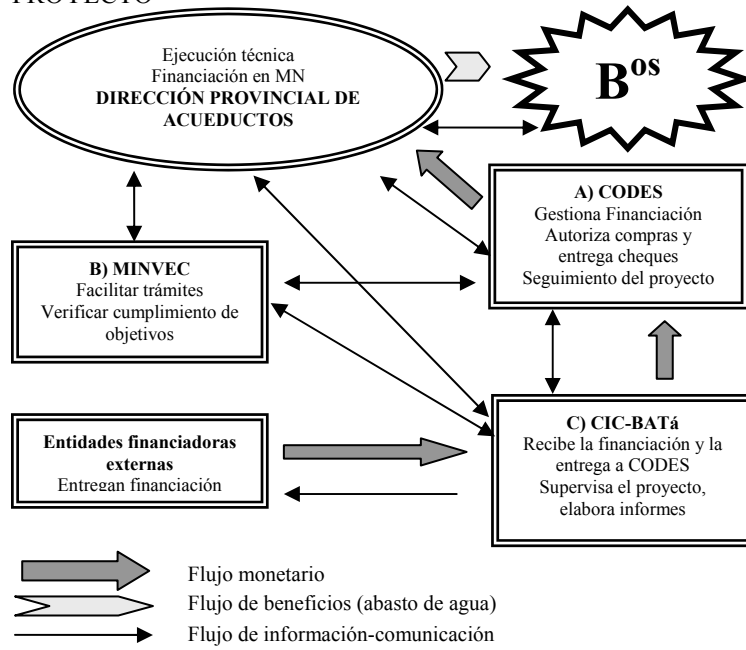 PROYECTO
Ejecución técnica
Financiación en MN
DIRECCIÓN PROVINCIAL DE
ACUEDUCTOS
Bos
A) CODES
Gestiona Financiación
Autoriza compras y
entrega cheques
Seguimiento del proyecto
B) MINVEC
Facilitar trámites
Verificar cumplimiento de
objetivos
C) CIC-BATá
Recibe la financiación y la
entrega a CODES
Supervisa el proyecto,
elabora informes
Entidades financiadoras
externas
Entregan financiación
Flujo monetario
Flujo de beneficios (abasto de agua)
Flujo de información-comunicación